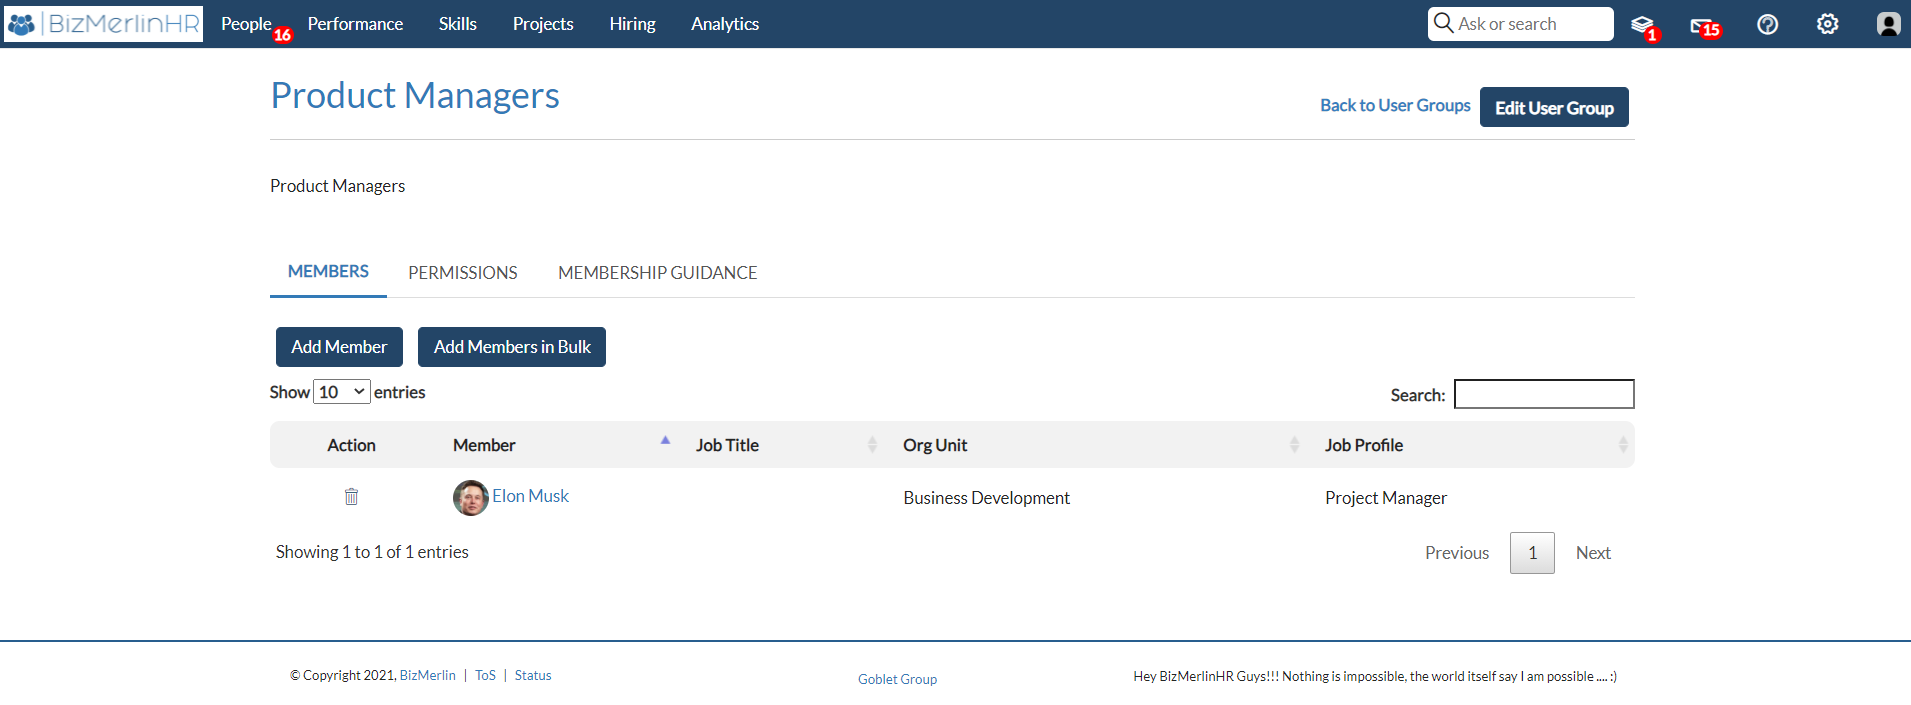 BizMerlinHR People 16 Performance Skills Projects Hiring Analytics Ask or search 1 15
Product Managers
Back to User Groups Edit User Group
Product Managers
MEMBERS PERMISSIONS MEMBERSHIP GUIDANCE
Add Member Add Members in Bulk
Show 10 entries Search:
Action Member Job Title Org Unit Job Profile
Elon Musk Business Development Project Manager
Showing 1 to 1 of 1 entries Previous 1 Next
© Copyright 2021, BizMerlin | ToS | Status Goblet Group Hey BizMerlinHR Guys!!! Nothing is impossible, the world itself say I am possible .... :)